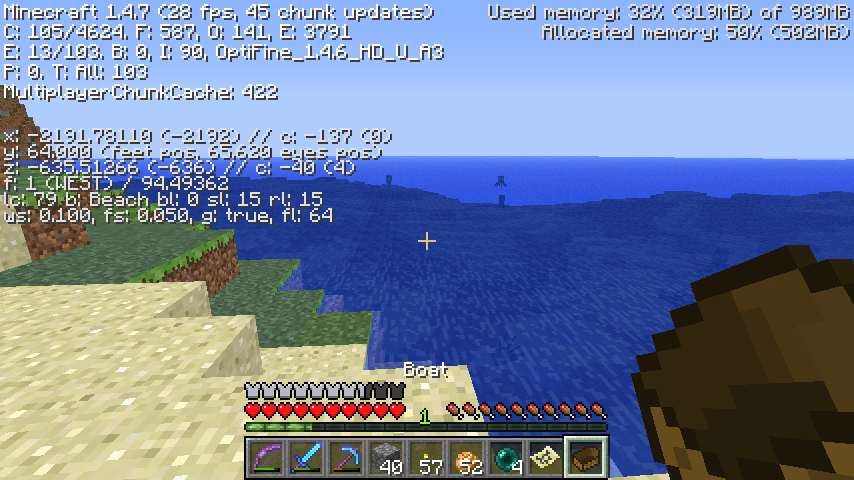 Minecraft 1.4.7 (28 fps, 45 chunk updates)
C: 105/4624, F: 587, O: 141, E: 3791
E: 13/103, B: 0, I: 90, OptiFine_1.4.6_HD_U_A3
P: 0, T: All: 103
MultiplayerChunkCache: 422
Used memory: 32% (319MB) of 989MB
Allocated memory: 50% (502MB)
x: -2191.78110 (-2192) // c: -137 (0)
y: 64.000 (feet pos, 65.620 eyes pos)
z: -635.51266 (-636) // c: -40 (4)
f: 1 (WEST) / 94.49362
lc: 79 b: Beach bl: 0 sl: 15 rl: 15
ws: 0.100, fs: 0.050, g: true, fl: 64
Boat
1
40 57 52 4